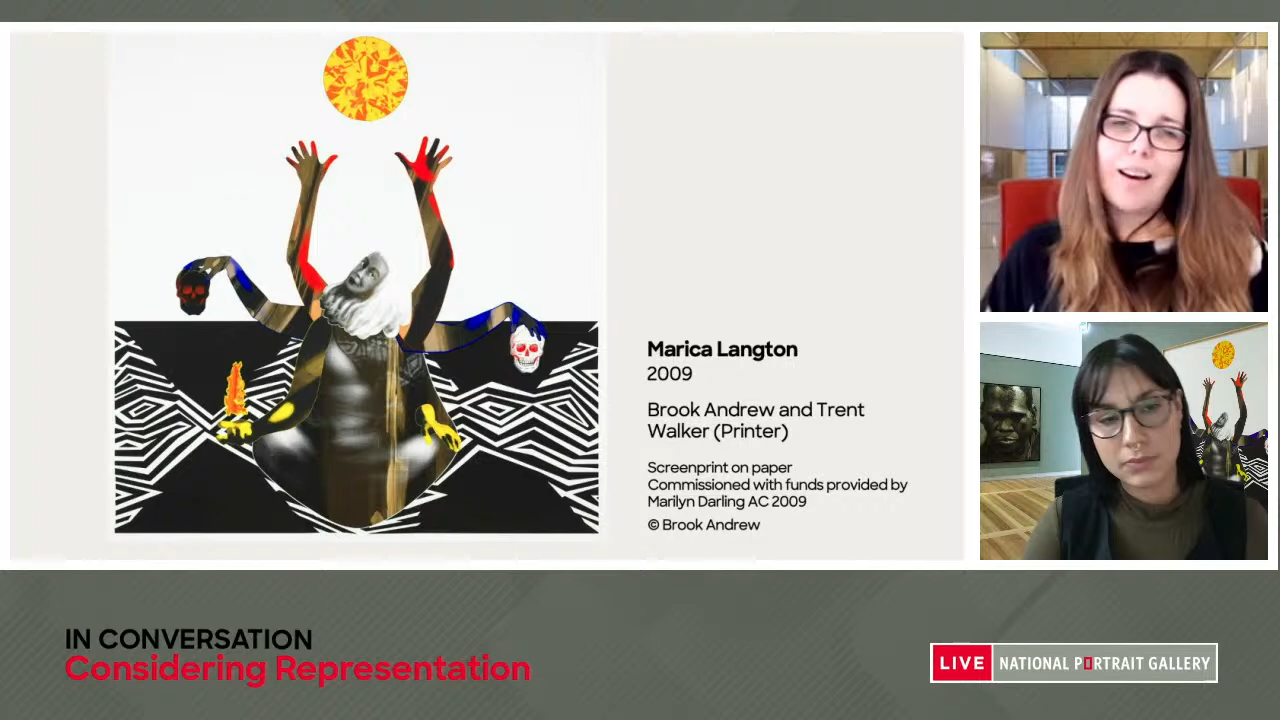 Marica Langton
2009
Brook Andrew and Trent
Walker (Printer)
Screenprint on paper
Commissioned with funds provided by
Marilyn Darling AC 2009
© Brook Andrew
IN CONVERSATION
Considering Representation
LIVE NATIONAL PORTRAIT GALLERY